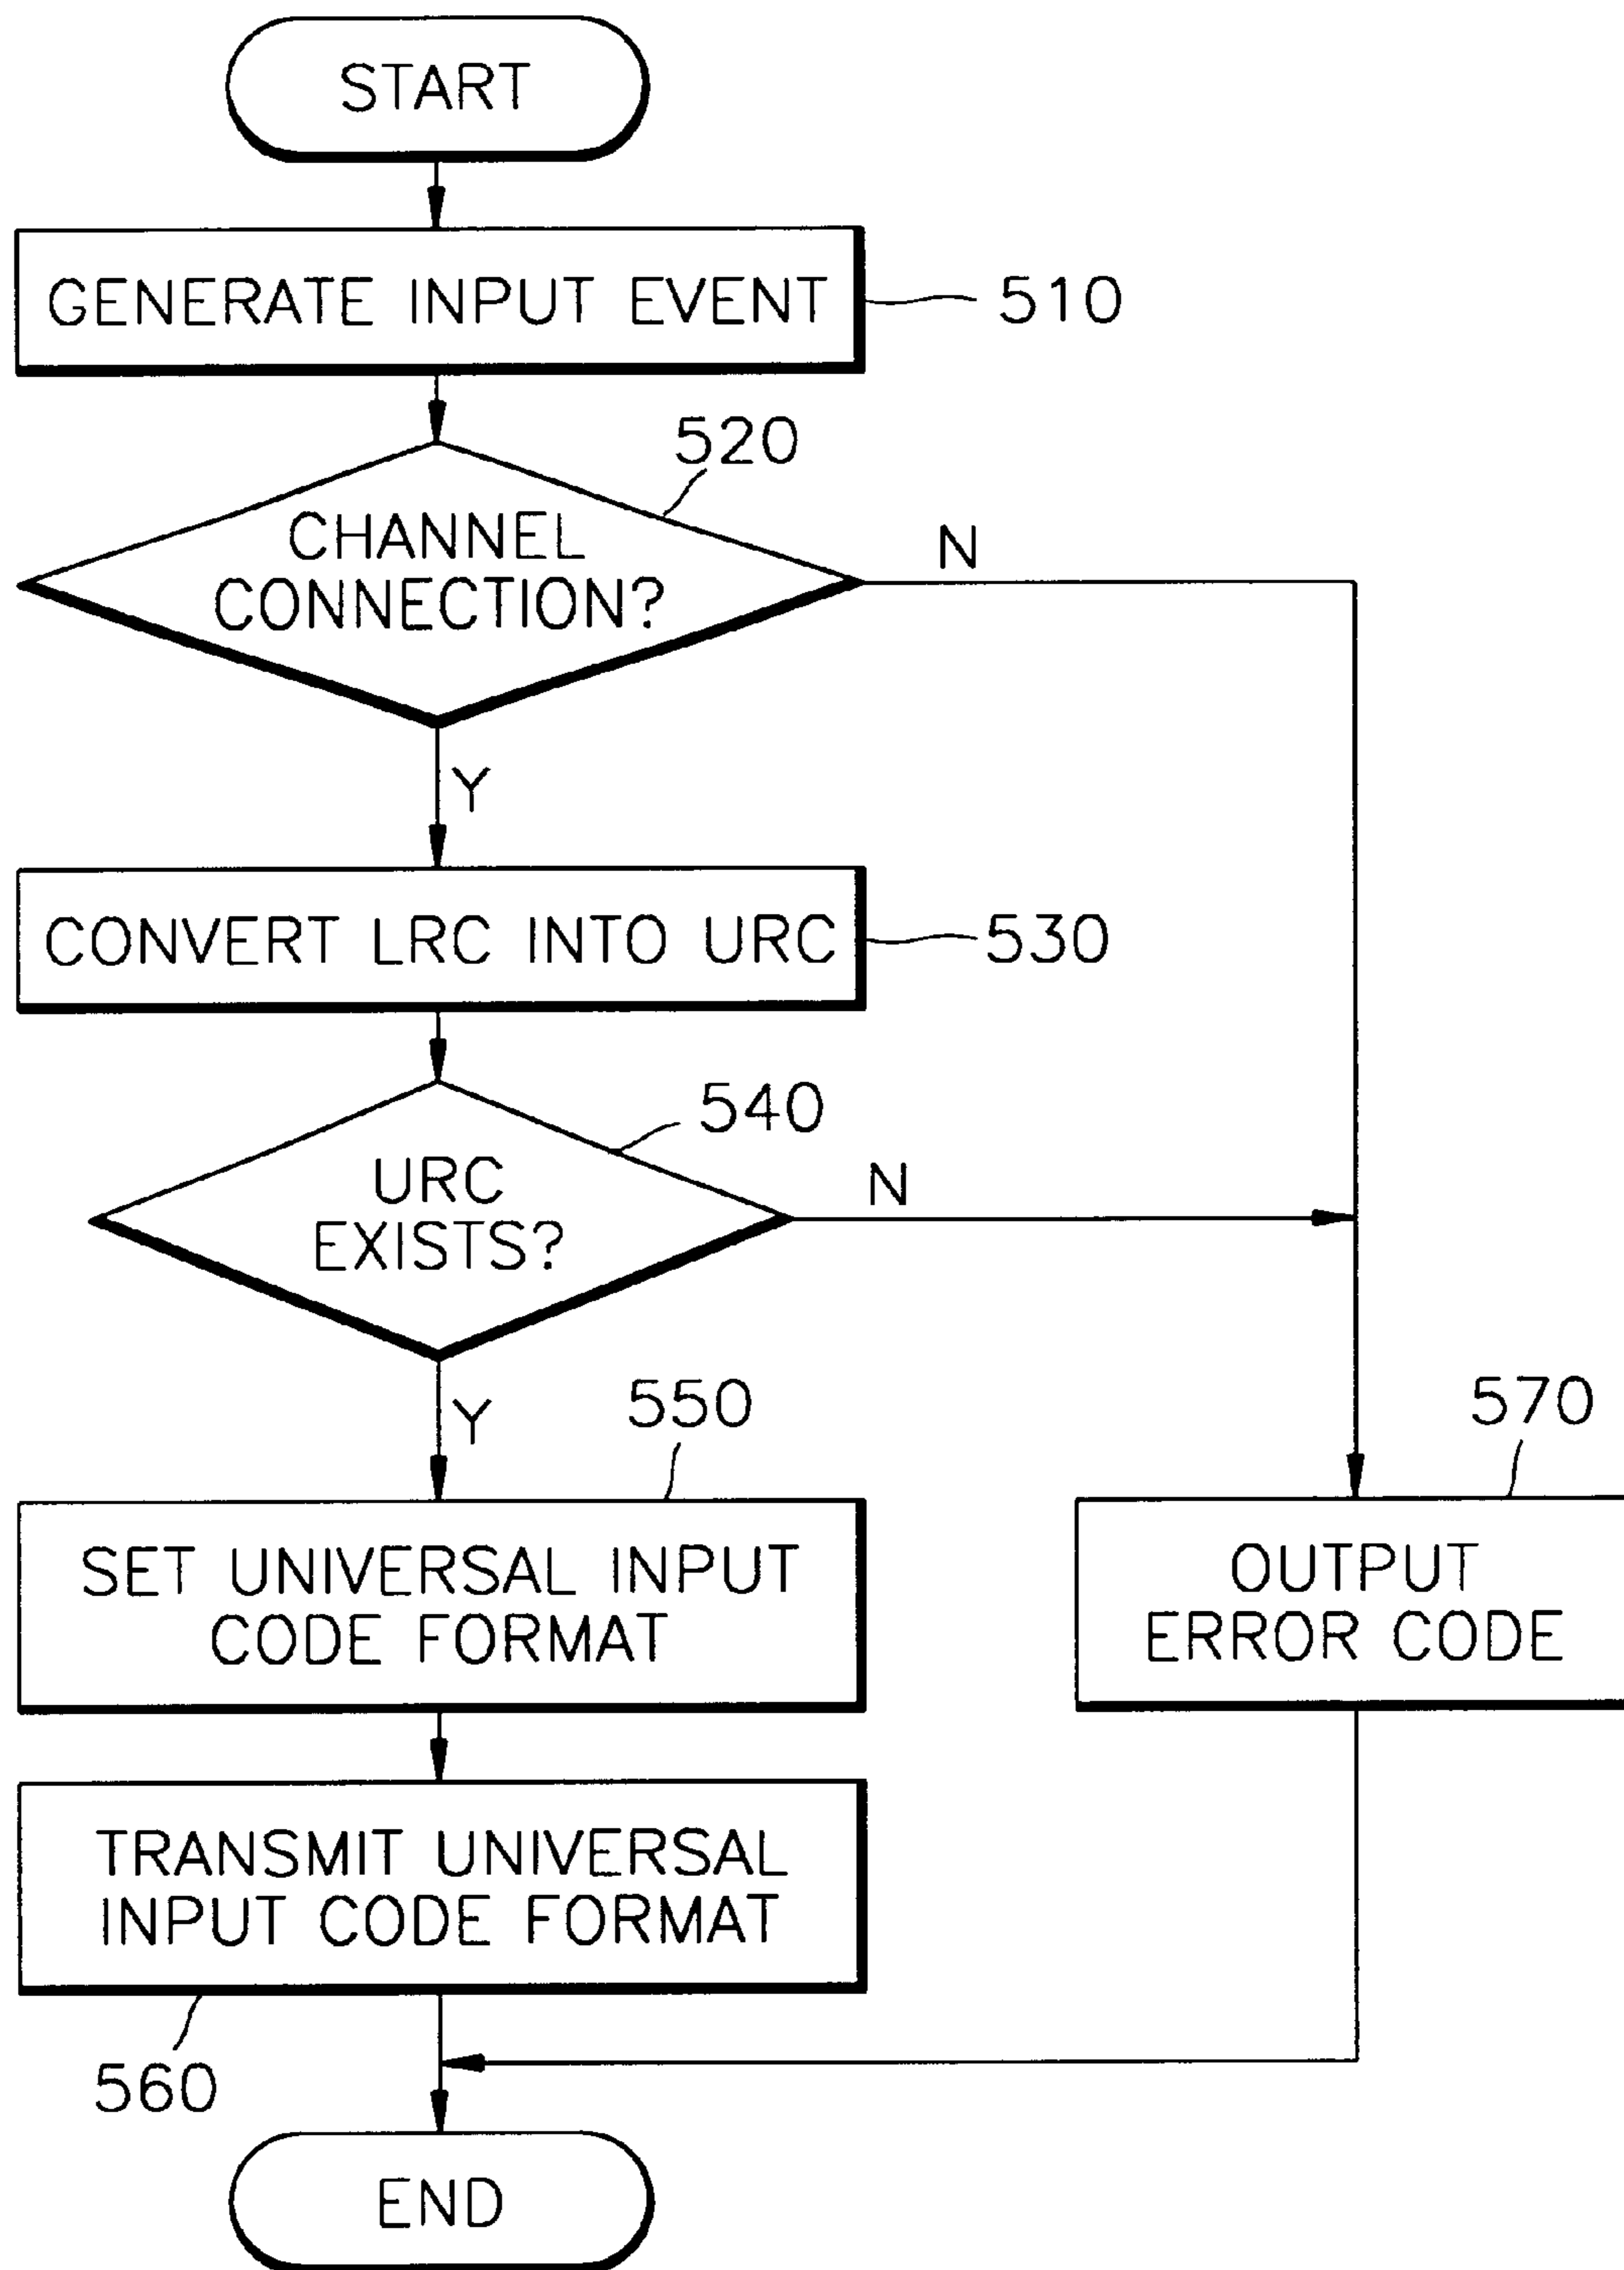 START
GENERATE INPUT EVENT
510
520
CHANNEL
CONNECTION?
N
Y
CONVERT LRC INTO URC
530
540
URC
EXISTS?
N
Y
550
SET UNIVERSAL INPUT
CODE FORMAT
570
OUTPUT
ERROR CODE
TRANSMIT UNIVERSAL
INPUT CODE FORMAT
560
END